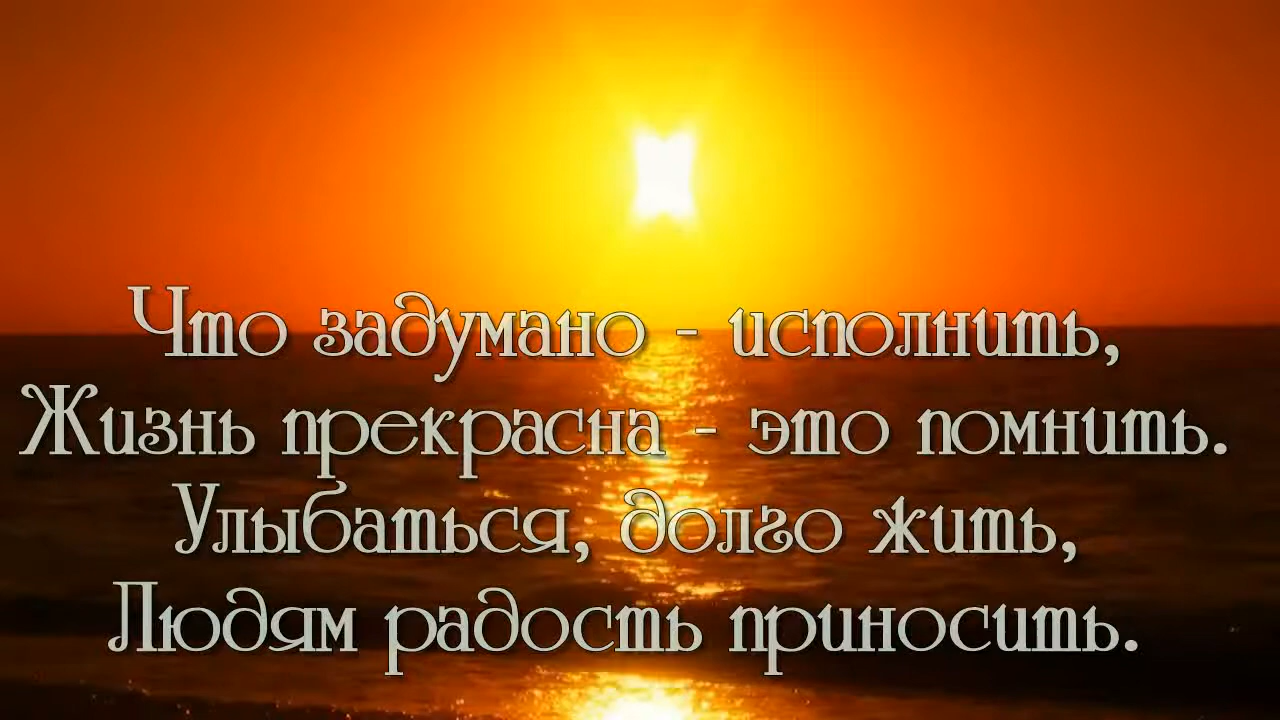 Что задумано - исполнить,
Жизнь прекрасна - это помнить.
Улыбаться, долго жить,
Людям радость приносить.